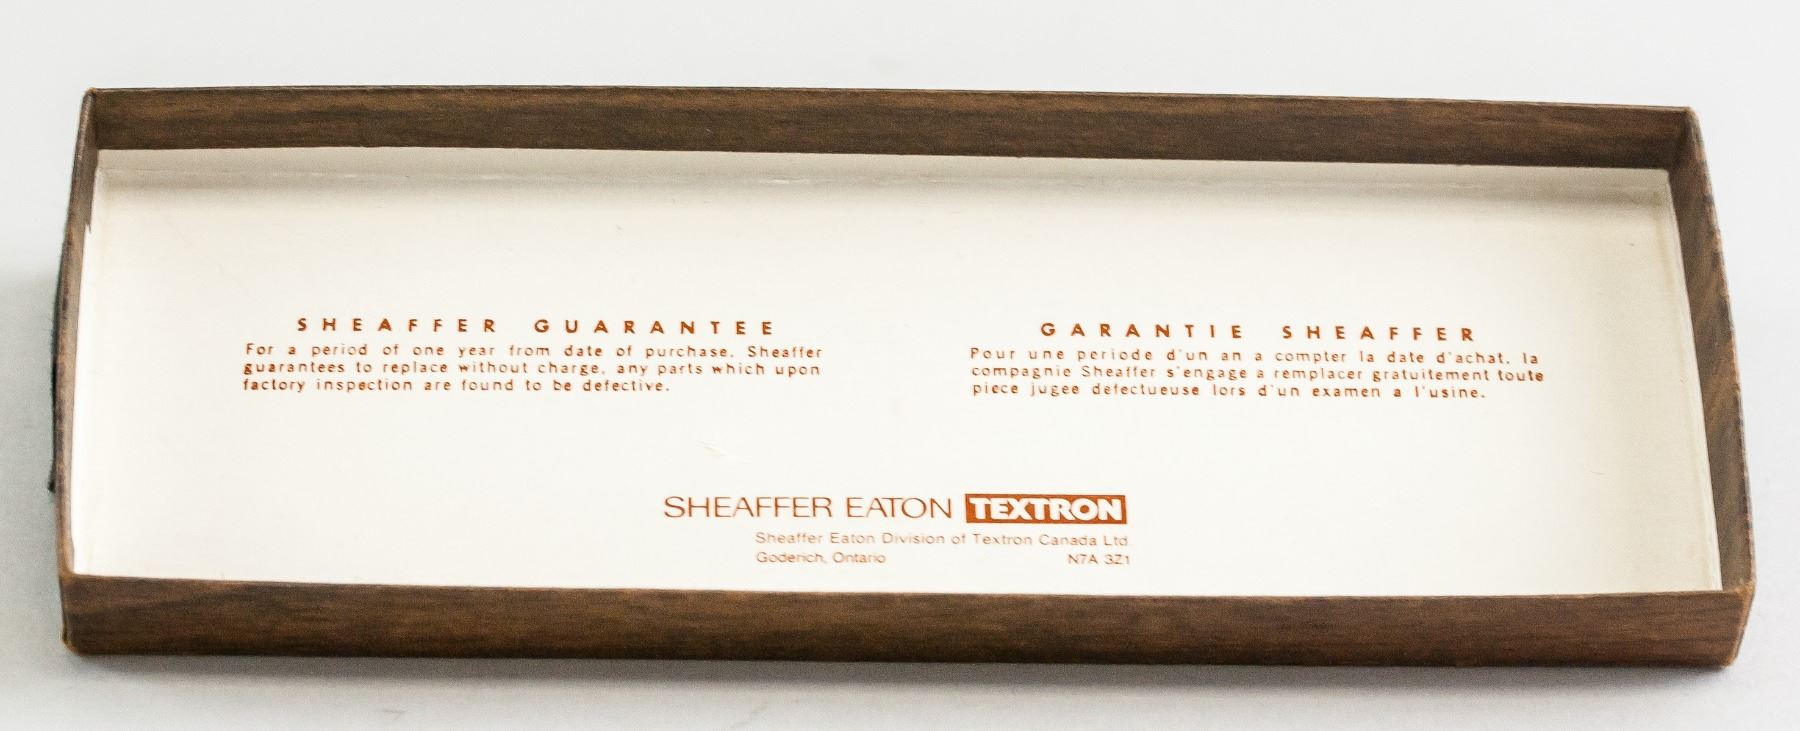 SHEAFFER GUARANTEE
For a period of one year from date of purchase. Sheaffer
guarantees to replace without charge, any parts which upon
factory inspection are found to be defective.
GARANTIE SHEAFFER
Pour une periode d'un an a compter la date d'achat, la
compagnie Sheaffer s'engage a remplacer gratuitement toute
piece jugee defectueuse lors d'un examen a l'usine.
SHEAFFER EATON TEXTRON
Sheaffer Eaton Division of Textron Canada Ltd.
Goderich, Ontario N7A 3Z1